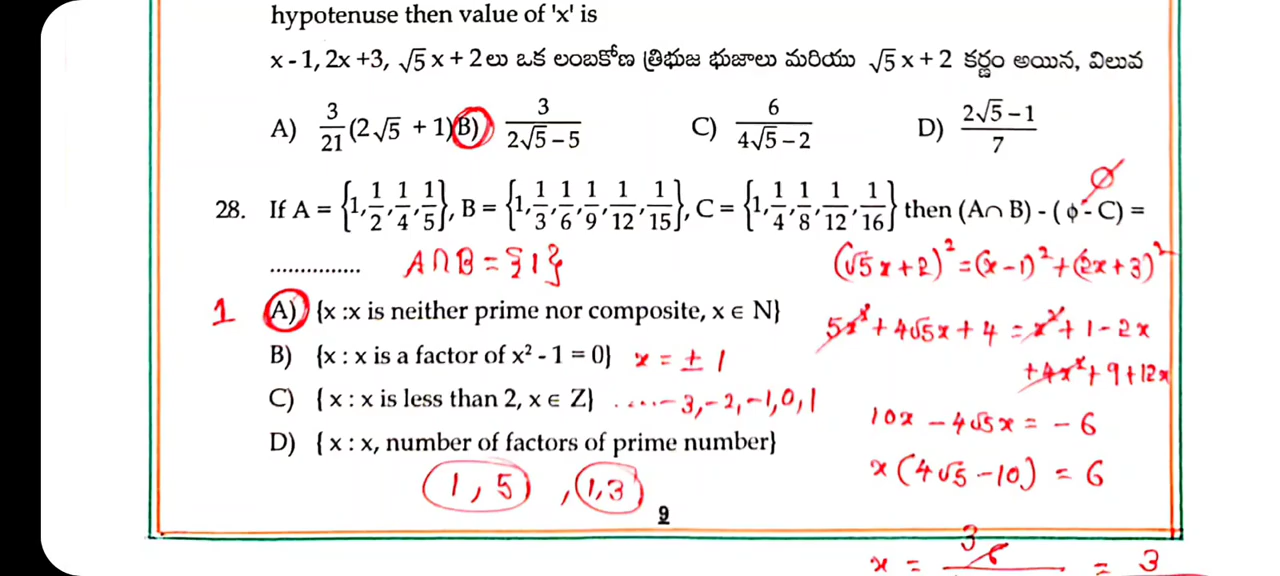 hypotenuse then value of 'x' is
x - 1, 2x +3, √5 x + 2లు ఒక లంబకోణ త్రిభుజ భుజాలు మరియు √5 x + 2 కర్ణం అయిన, విలువ
A) 3/21 (2√5 + 1) B) 3/(2√5 – 5) C) 6/(4√5 – 2) D) (2√5 – 1)/7
28. If A = {1, 1/2, 1/4, 1/5}, B = {1, 1/3, 1/6, 1/9, 1/12, 1/15}, C = {1, 1/4, 1/8, 1/12, 1/16} then (A∩ B) - ( ϕ - C) =
ϕ
................
A∩B = {1}
1 A) {x :x is neither prime nor composite, x ∈ N}
B) {x : x is a factor of x² - 1 = 0} x = ± 1
C) { x : x is less than 2, x ∈ Z} .....-3,-2,-1,0,1
D) { x : x, number of factors of prime number}
1, 5 , 1,3
(√5 x + 2)² = (x – 1)² + (2x + 3)²
5x² + 4√5x + 4 = x² + 1 – 2x
+ 4x² + 9 + 12x
10x – 4√5x = – 6
x (4√5 – 10) = 6
9
x = 3 6 = 3